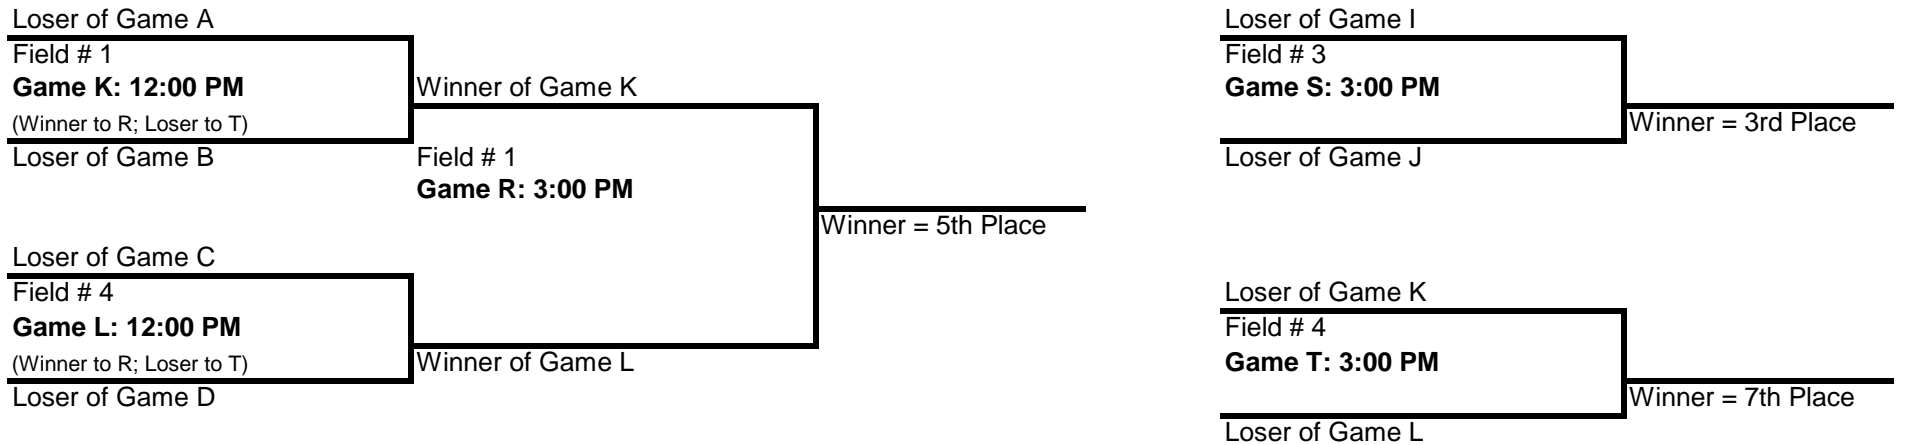 Loser of Game A
Field # 1
Game K: 12:00 PM
(Winner to R; Loser to T)
Loser of Game B
Winner of Game K
Field # 1
Game R: 3:00 PM
Winner = 5th Place
Loser of Game C
Field # 4
Game L: 12:00 PM
(Winner to R; Loser to T)
Loser of Game D
Winner of Game L
Loser of Game I
Field # 3
Game S: 3:00 PM
Winner = 3rd Place
Loser of Game J
Loser of Game K
Field # 4
Game T: 3:00 PM
Winner = 7th Place
Loser of Game L